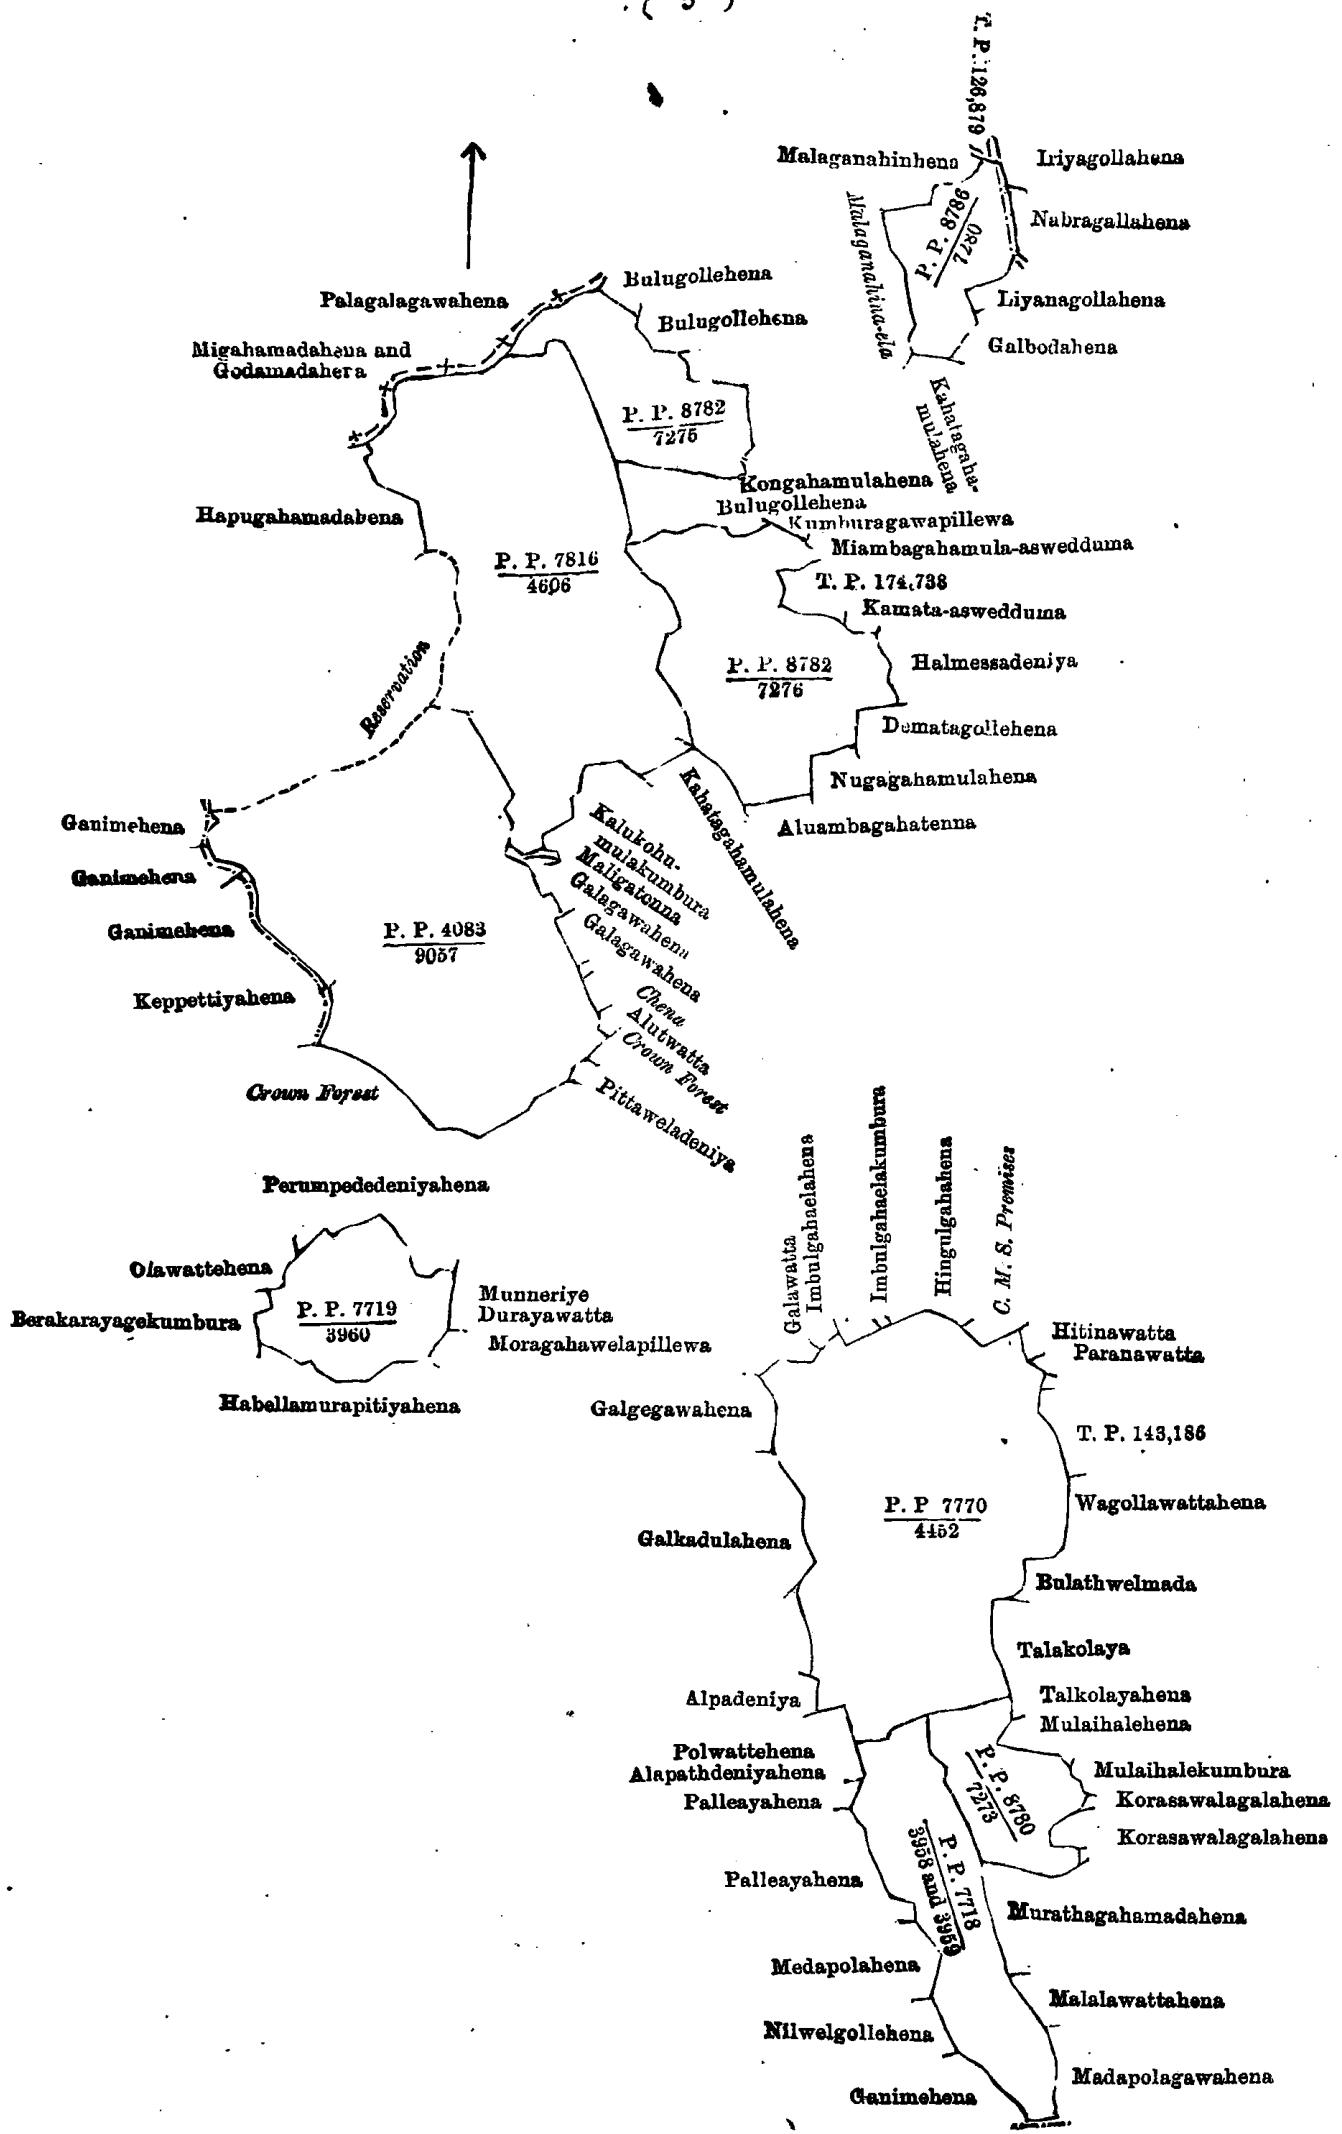 ( 3 )
T. P. 126,879
Malaganahinhena
Iriyagollahena
P. P. 8786
7280
Nabragallahena
Malaganahina-ela
Liyanagollahena
Galbodahena
Kahatagaha-
mulahena
Palagalagawahena
Bulugollehena
Bulugollehena
Migahamadahena and
Godamadahera
P. P. 8782
7275
Kongahamulahena
Bulugollehena
Kumburagawapillewa
Hapugahamadahena
Miambagahamula-aswedduma
P. P. 7816
4606
T. P. 174,738
Kamata-aswedduma
Reservation
P. P. 8782
7276
Halmessadeniya
Dematagollehena
Nugagahamulahena
Aluambagahatenna
Kahatagahamulahena
Kalukohu-
mulakumbura
Maligatenna
Galagawahena
Galagawahena
Chena
Alutwatta
Crown Forest
Pittaweladeniya
Ganimehena
Ganimehena
Ganimehena
P. P. 4083
9057
Keppettiyahena
Crown Forest
Perumpededeniyahena
Olawattehena
Berakarayagekumbura
P. P. 7719
3960
Munneriye
Durayawatta
Moragahawelapillewa
Habellamurapitiyahena
Galawatta
Imbulgahaelahena
Imbulgahaelakumbura
Hingulgahahena
C. M. S. Premises
Hitinawatta
Paranawatta
Galgegawahena
T. P. 143,186
P. P 7770
4452
Wagollawattahena
Galkadulahena
Bulathwelmada
Talakolaya
Alpadeniya
Talkolayahena
Mulaihalehena
Polwattehena
Alapathdeniyahena
Palleayahena
P. P. 8780
7273
Mulaihalekumbura
Korasawalagalahena
Korasawalagalahena
Palleayahena
P. P. 7718
3958 and 3959
Murathagahamadahena
Medapolahena
Malalawattahena
Nilwelgollehena
Madapolagawahena
Ganimehena